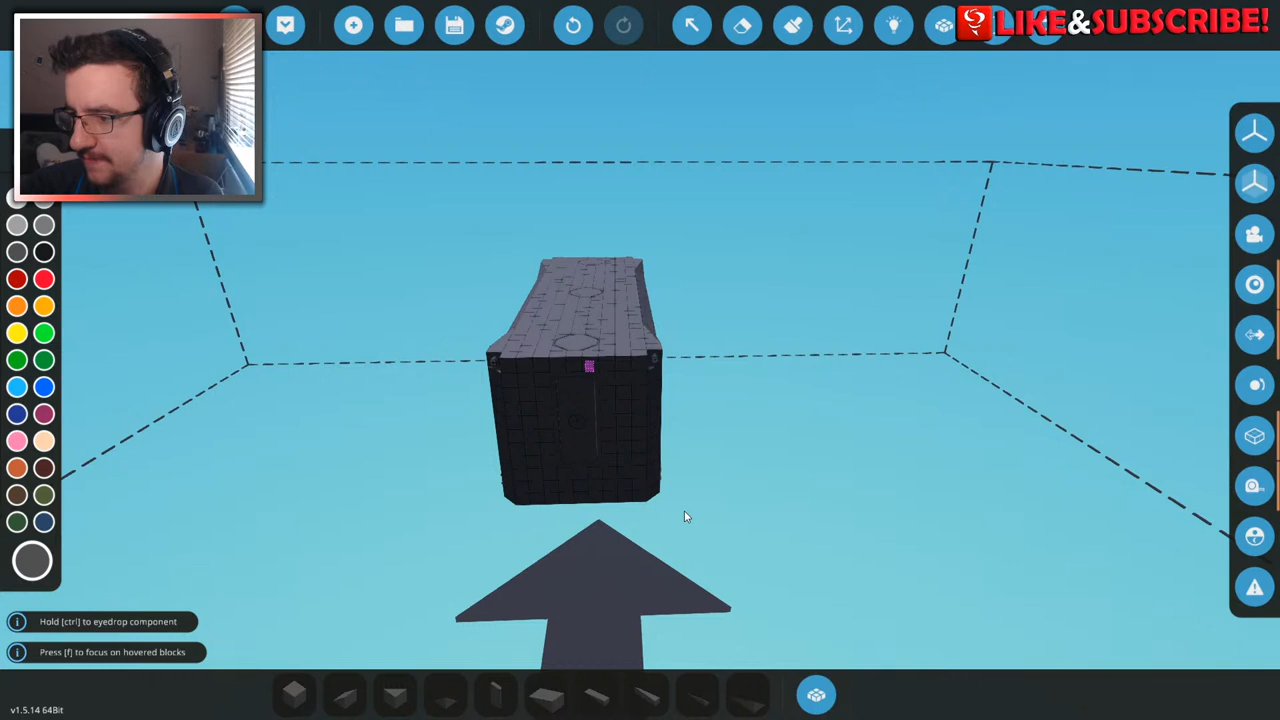 LIKE&SUBSCRIBE!
Hold [ctrl] to eyedrop component
Press [f] to focus on hovered blocks
v1.5.14 64Bit